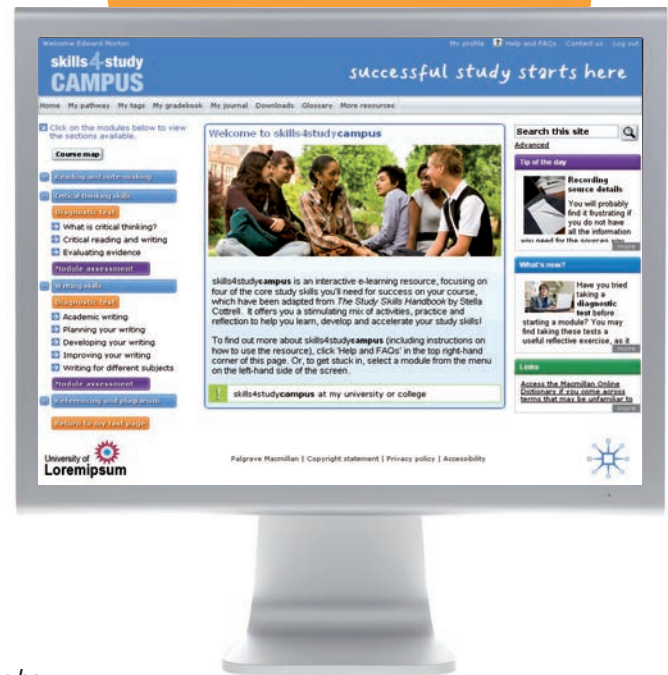 Welcome Edward Morton
My profile ? Help and FAQs Contact us Log out
skills4study
CAMPUS
successful study starts here
Home My pathway My tags My gradebook My journal Downloads Glossary More resources
Click on the modules below to view
the sections available.
Course map
Reading and note-making
Critical thinking skills
Diagnostic test
What is critical thinking?
Critical reading and writing
Evaluating evidence
Module assessment
Writing skills
Diagnostic test
Academic writing
Planning your writing
Developing your writing
Improving your writing
Writing for different subjects
Module assessment
Referencing and plagiarism
Return to my last page
Welcome to skills4studycampus
skills4studycampus is an interactive e-learning resource, focusing on
four of the core study skills you'll need for success on your course,
which have been adapted from The Study Skills Handbook by Stella
Cottrell. It offers you a stimulating mix of activities, practice and
reflection to help you learn, develop and accelerate your study skills!
To find out more about skills4studycampus (including instructions on
how to use the resource), click 'Help and FAQs' in the top right-hand
corner of this page. Or, to get stuck in, select a module from the menu
on the left-hand side of the screen.
! skills4studycampus at my university or college
Search this site
Advanced
Tip of the day
Recording
source details
You will probably
find it frustrating if
you do not have
all the information
you need for the sources you
more
What's new?
Have you tried
taking a
diagnostic
test before
starting a module? You may
find taking these tests a
useful reflective exercise, as it
more
Links
Access the Macmillan Online
Dictionary if you come across
terms that may be unfamiliar to
more
University of
Loremipsum
Palgrave Macmillan | Copyright statement | Privacy policy | Accessibility